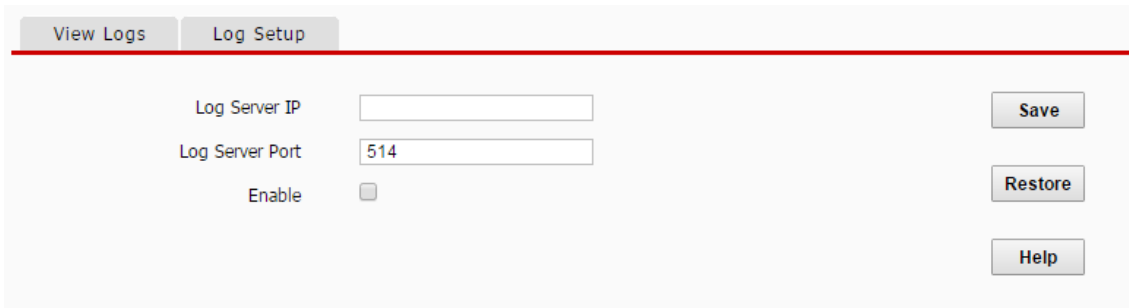 View Logs Log Setup
Log Server IP
Save
Log Server Port 514
Enable
Restore
Help